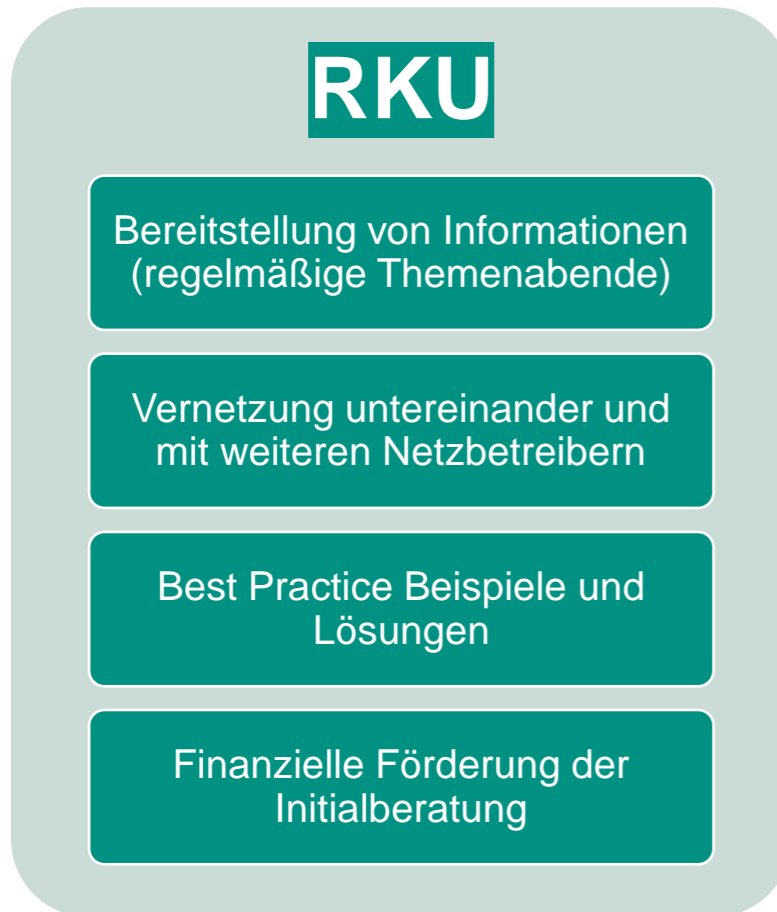 RKU
Bereitstellung von Informationen
(regelmäßige Themenabende)
Vernetzung untereinander und
mit weiteren Netzbetreibern
Best Practice Beispiele und
Lösungen
Finanzielle Förderung der
Initialberatung